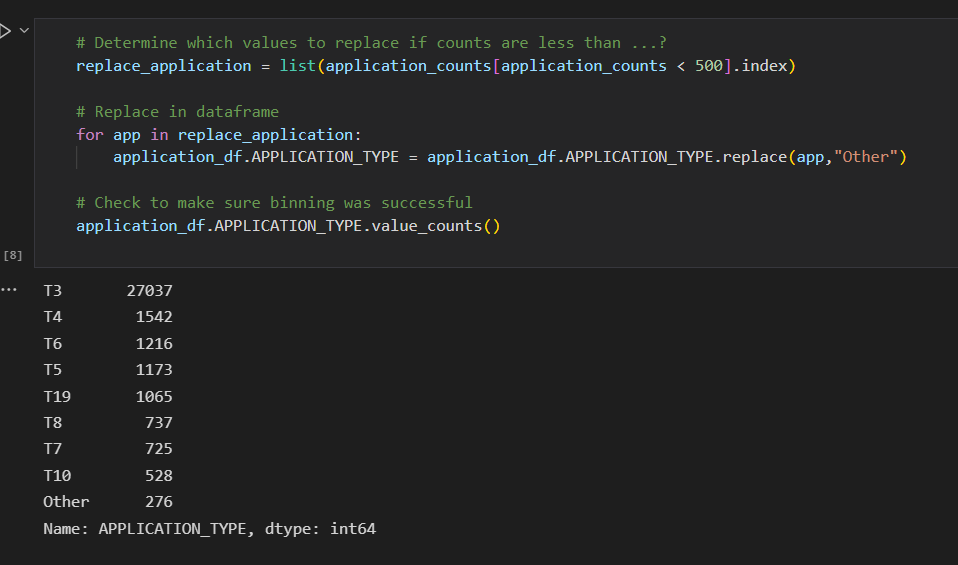 # Determine which values to replace if counts are less than ...?
replace_application = list(application_counts[application_counts < 500].index)
# Replace in dataframe
for app in replace_application:
    application_df.APPLICATION_TYPE = application_df.APPLICATION_TYPE.replace(app,"Other")
# Check to make sure binning was successful
application_df.APPLICATION_TYPE.value_counts()
[8]
... T3 27037
T4 1542
T6 1216
T5 1173
T19 1065
T8 737
T7 725
T10 528
Other 276
Name: APPLICATION_TYPE, dtype: int64